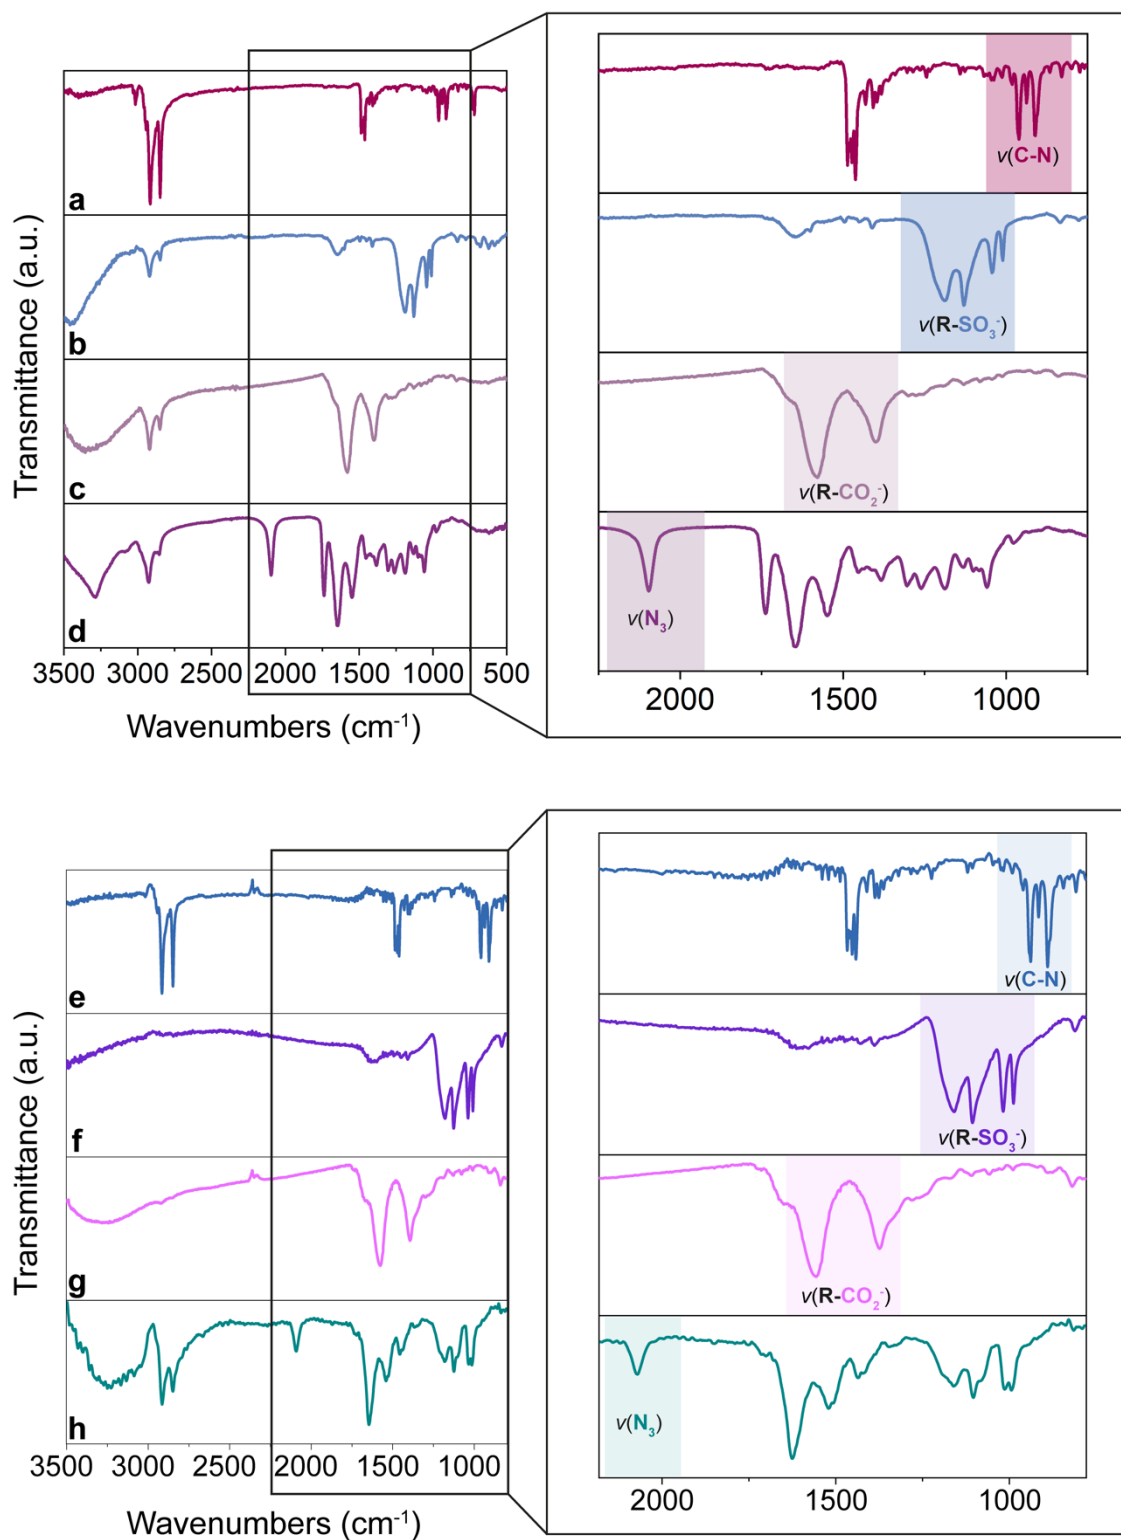 Transmittance (a.u.)
a
b
c
d
3500 3000 2500 2000 1500 1000 500
Wavenumbers (cm⁻¹)
ν(C-N)
ν(R-SO₃⁻)
ν(R-CO₂⁻)
ν(N₃)
2000 1500 1000
Transmittance (a.u.)
e
f
g
h
3500 3000 2500 2000 1500 1000
Wavenumbers (cm⁻¹)
ν(C-N)
ν(R-SO₃⁻)
ν(R-CO₂⁻)
ν(N₃)
2000 1500 1000